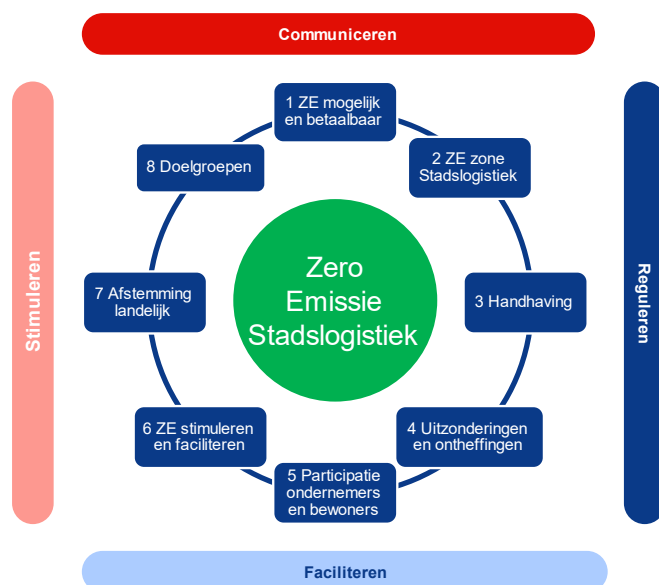 Communiceren
1 ZE mogelijk
en betaalbaar
2 ZE zone
Stadslogistiek
3 Handhaving
4 Uitzonderingen
en ontheffingen
5 Participatie
ondernemers
en bewoners
6 ZE stimuleren
en faciliteren
7 Afstemming
landelijk
8 Doelgroepen
Zero
Emissie
Stadslogistiek
Stimuleren
Reguleren
Faciliteren